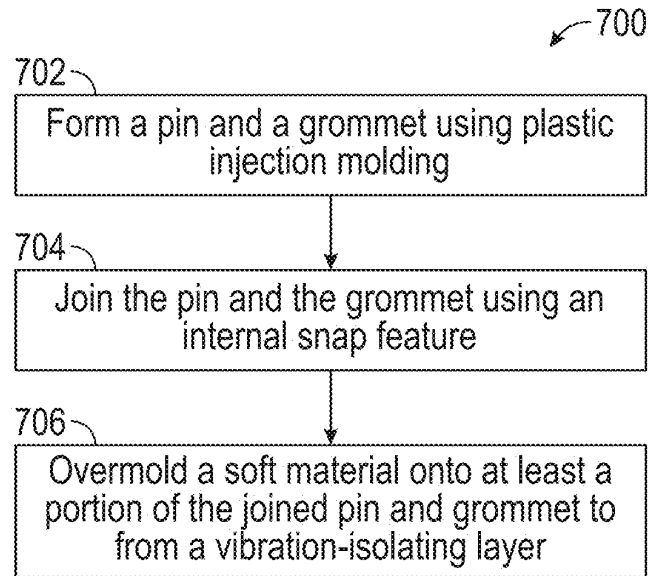 700
702
Form a pin and a grommet using plastic
injection molding
704
Join the pin and the grommet using an
internal snap feature
706
Overmold a soft material onto at least a
portion of the joined pin and grommet to
from a vibration-isolating layer